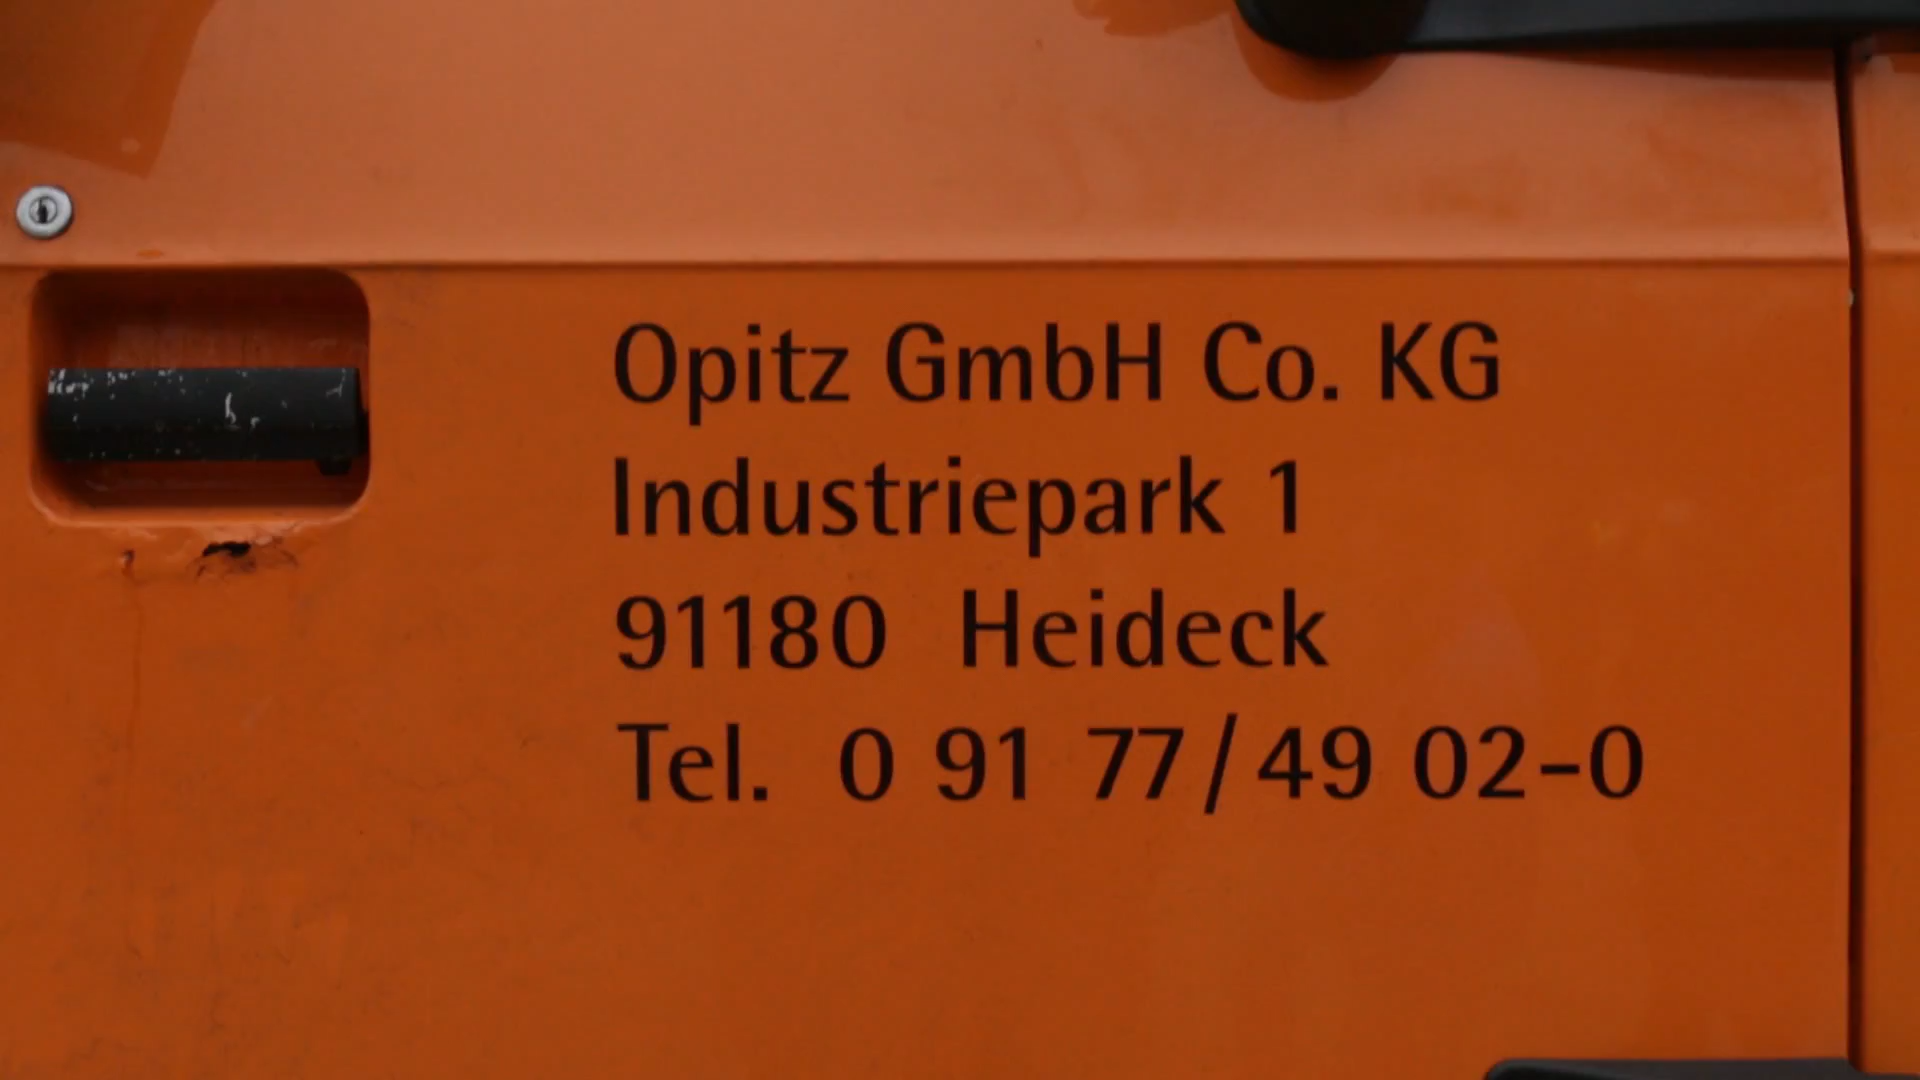 Opitz GmbH Co. KG
Industriepark 1
91180 Heideck
Tel. 0 91 77/49 02-0